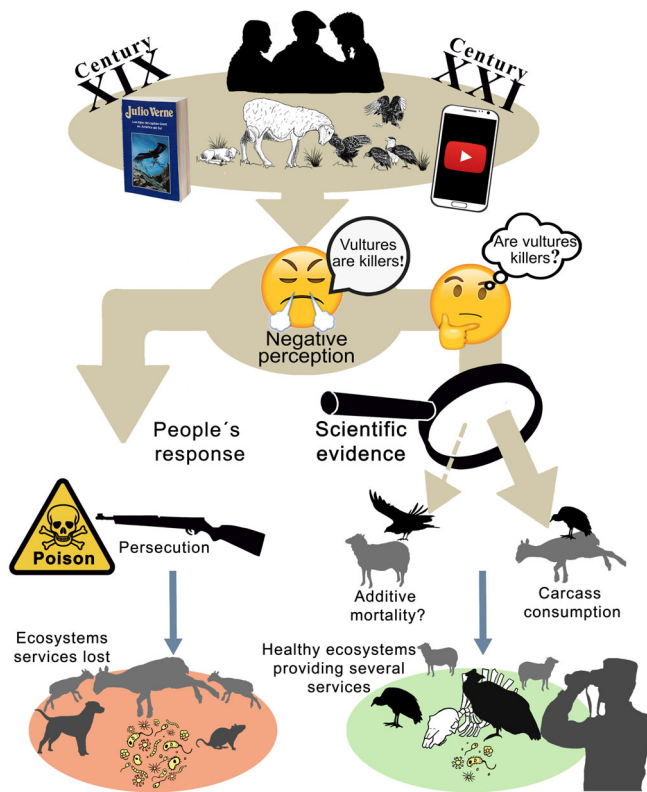 Century
XIX
Century
XXI
Julio Verne
Vultures
are killers!
Are vultures
killers?
Negative
perception
People´s
response
Scientific
evidence
Poison
Persecution
Additive
mortality?
Carcass
consumption
Ecosystems
services lost
Healthy ecosystems
providing several
services